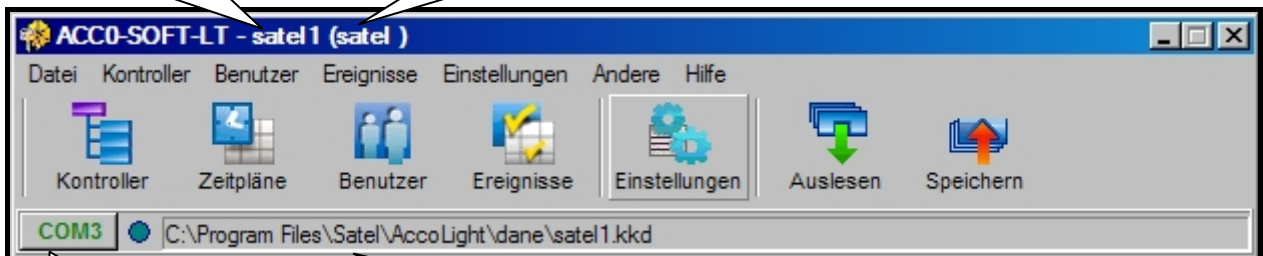 ACC0-SOFT-LT - satel1 (satel )
Datei Kontroller Benutzer Ereignisse Einstellungen Andere Hilfe
Kontroller Zeitpläne Benutzer Ereignisse Einstellungen Auslesen Speichern
COM3 C:\Program Files\Satel\AccoLight\dane\satel1.kkd